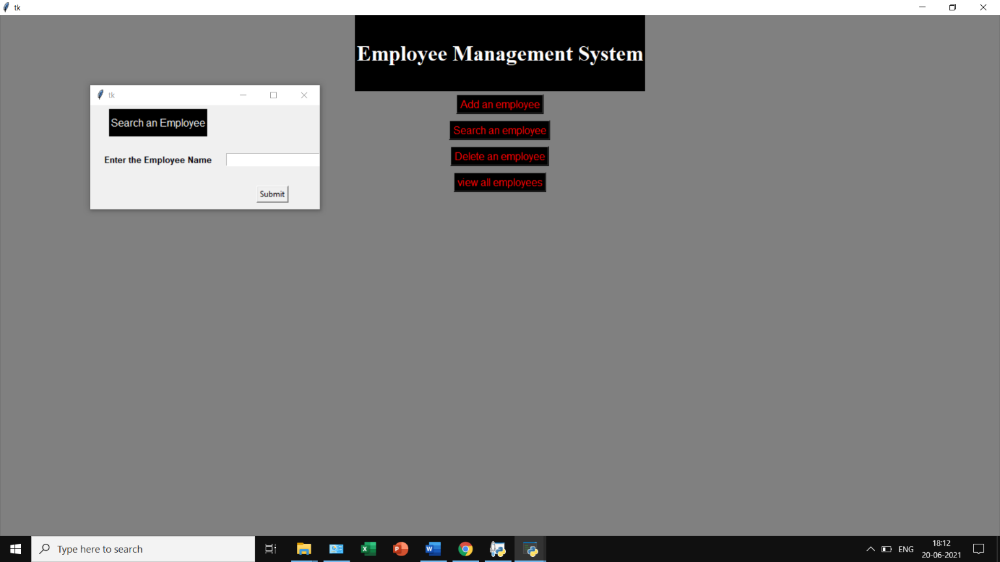 tk
Employee Management System
Add an employee
Search an employee
Delete an employee
view all employees
tk
Search an Employee
Enter the Employee Name
Submit
Type here to search
ENG
18:12
20-06-2021